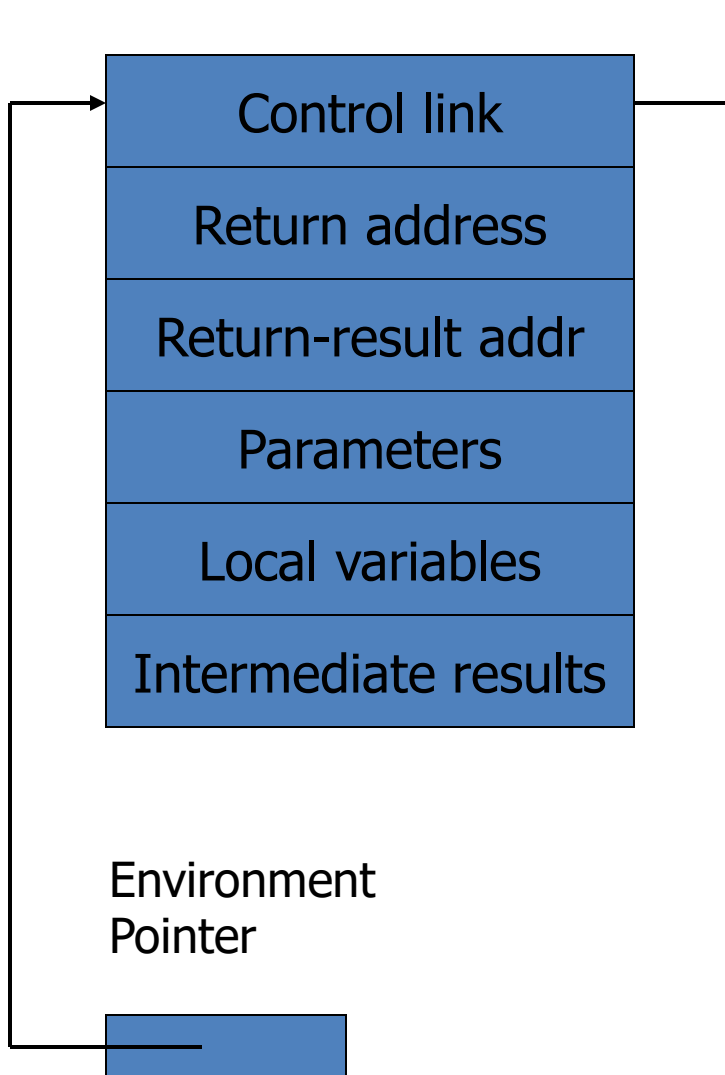 Control link
Return address
Return-result addr
Parameters
Local variables
Intermediate results
Environment
Pointer